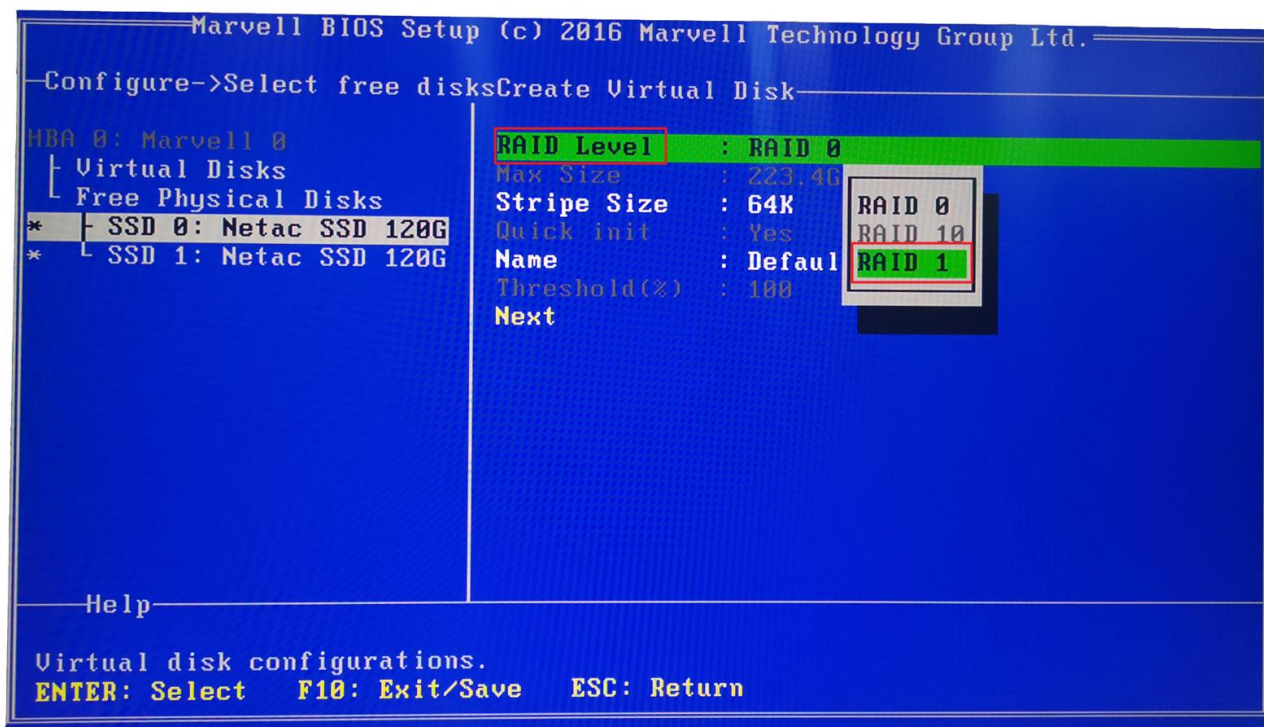 Marvell BIOS Setup (c) 2016 Marvell Technology Group Ltd.
Configure->Select free disksCreate Virtual Disk
HBA 0: Marvell 0
Virtual Disks
Free Physical Disks
* SSD 0: Netac SSD 120G
* SSD 1: Netac SSD 120G
RAID Level : RAID 0
Max Size : 223.4G
Stripe Size : 64K
Quick init : Yes
Name : Defaul
Threshold(%) : 100
Next
RAID 0
RAID 10
RAID 1
Help
Virtual disk configurations.
ENTER: Select F10: Exit/Save ESC: Return